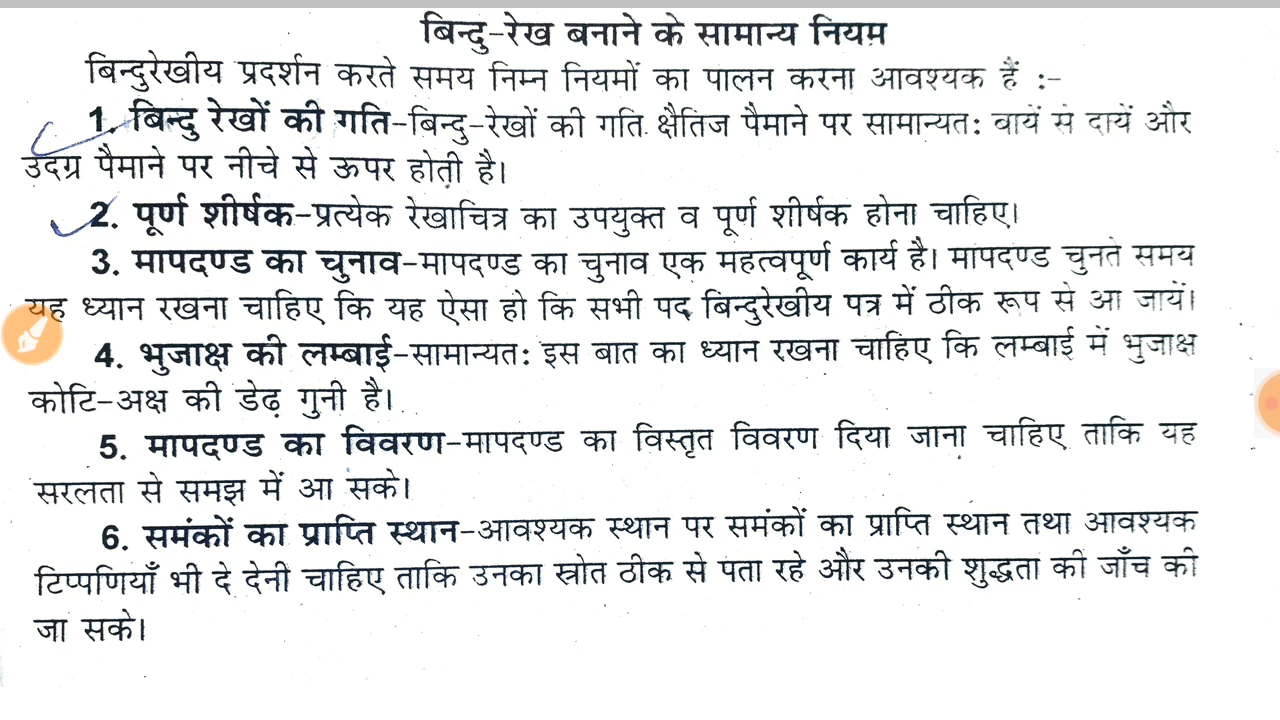 बिन्दु-रेख बनाने के सामान्य नियम
बिन्दुरेखीय प्रदर्शन करते समय निम्न नियमों का पालन करना आवश्यक हैं :-
1. बिन्दु रेखों की गति-बिन्दु-रेखों की गति क्षैतिज पैमाने पर सामान्यत: बायें से दायें और
उदग्र पैमाने पर नीचे से ऊपर होती है।
2. पूर्ण शीर्षक-प्रत्येक रेखाचित्र का उपयुक्त व पूर्ण शीर्षक होना चाहिए।
3. मापदण्ड का चुनाव-मापदण्ड का चुनाव एक महत्वपूर्ण कार्य है। मापदण्ड चुनते समय
यह ध्यान रखना चाहिए कि यह ऐसा हो कि सभी पद बिन्दुरेखीय पत्र में ठीक रूप से आ जायें।
4. भुजाक्ष की लम्बाई-सामान्यत: इस बात का ध्यान रखना चाहिए कि लम्बाई में भुजाक्ष
कोटि-अक्ष की डेढ़ गुनी है।
5. मापदण्ड का विवरण-मापदण्ड का विस्तृत विवरण दिया जाना चाहिए ताकि यह
सरलता से समझ में आ सके।
6. समंकों का प्राप्ति स्थान-आवश्यक स्थान पर समंकों का प्राप्ति स्थान तथा आवश्यक
टिप्पणियाँ भी दे देनी चाहिए ताकि उनका स्रोत ठीक से पता रहे और उनकी शुद्धता की जाँच की
जा सके।